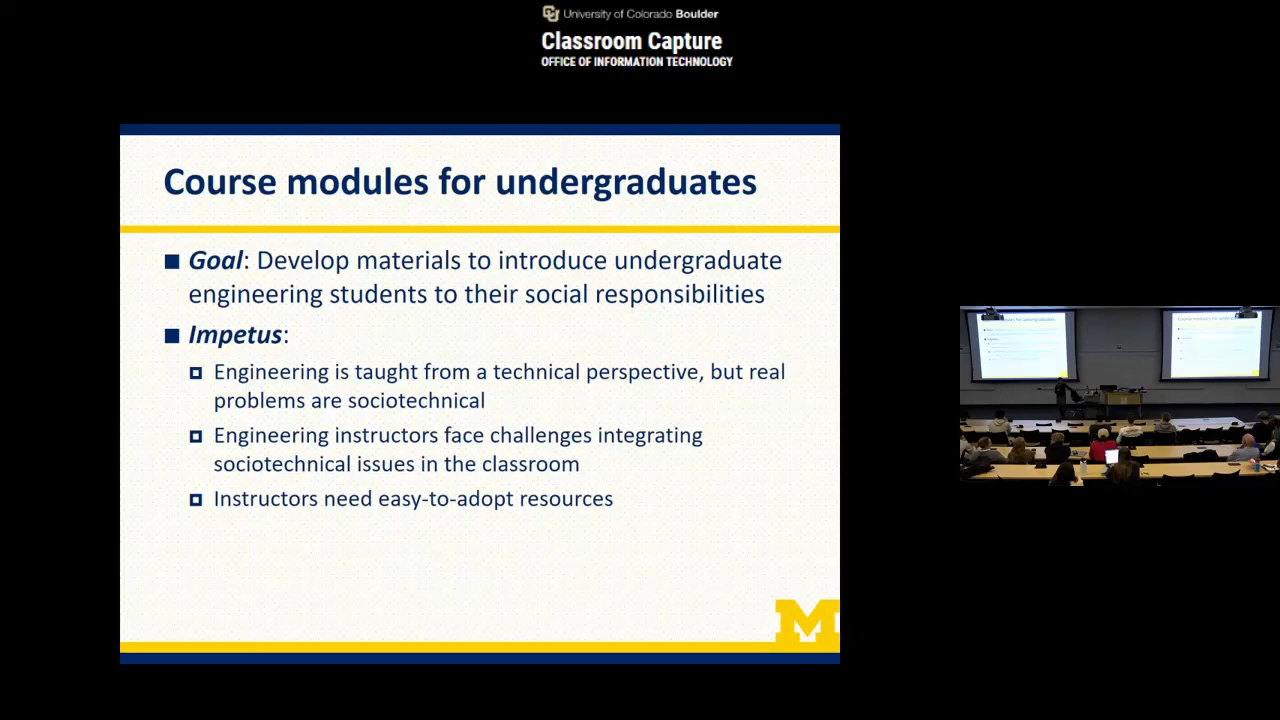 University of Colorado Boulder
Classroom Capture
OFFICE OF INFORMATION TECHNOLOGY
Course modules for undergraduates
Goal: Develop materials to introduce undergraduate
engineering students to their social responsibilities
Impetus:
Engineering is taught from a technical perspective, but real
problems are sociotechnical
Engineering instructors face challenges integrating
sociotechnical issues in the classroom
Instructors need easy-to-adopt resources
M